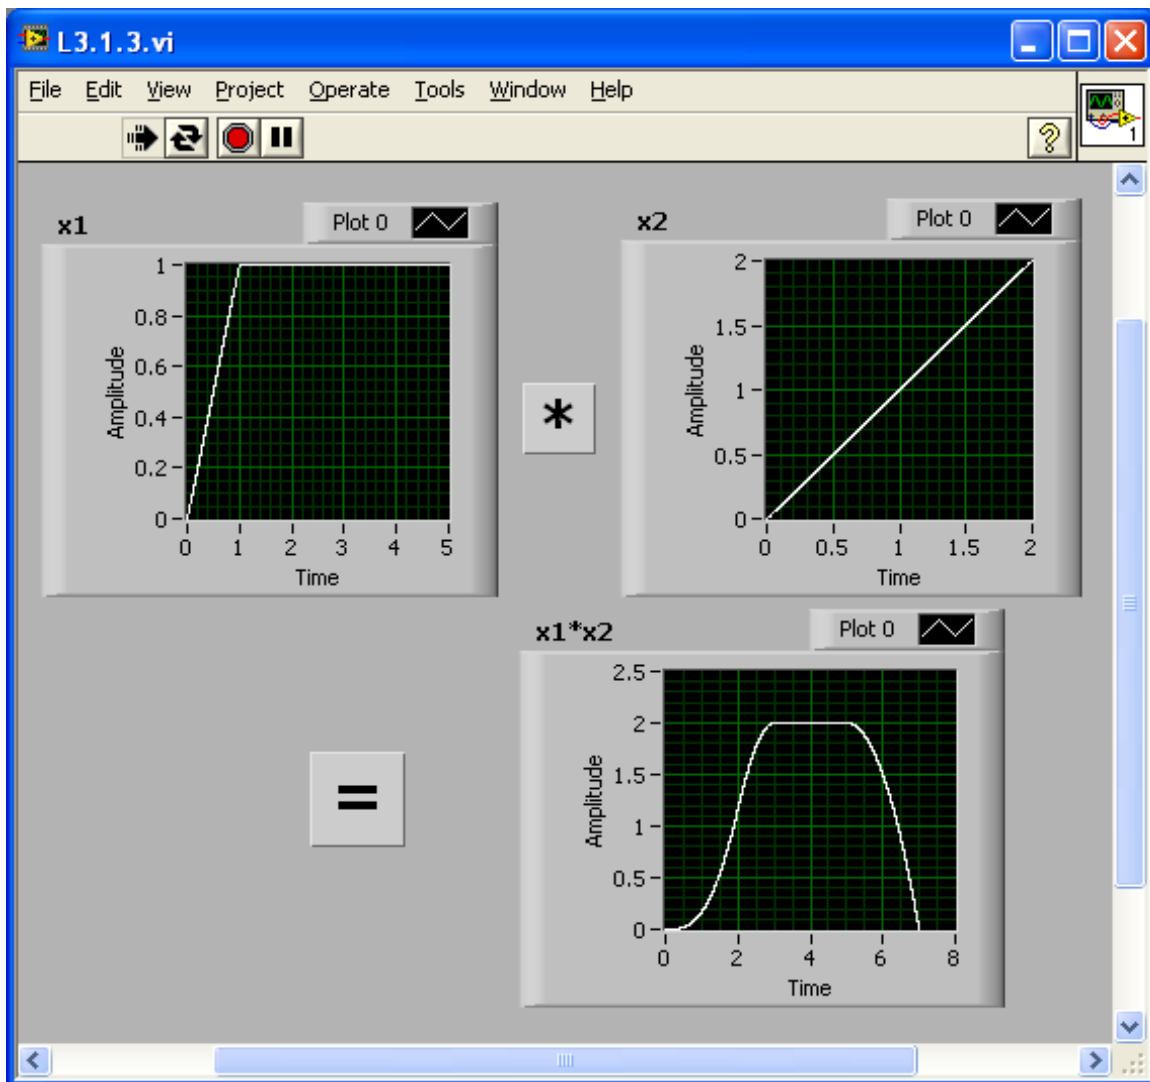 L3.1.3.vi
File Edit View Project Operate Tools Window Help
?
1
x1
Plot 0
1
0.8
0.6
0.4
0.2
0
Amplitude
0 1 2 3 4 5
Time
*
x2
Plot 0
2
1.5
1
0.5
0
Amplitude
0 0.5 1 1.5 2
Time
=
x1*x2
Plot 0
2.5
2
1.5
1
0.5
0
Amplitude
0 2 4 6 8
Time